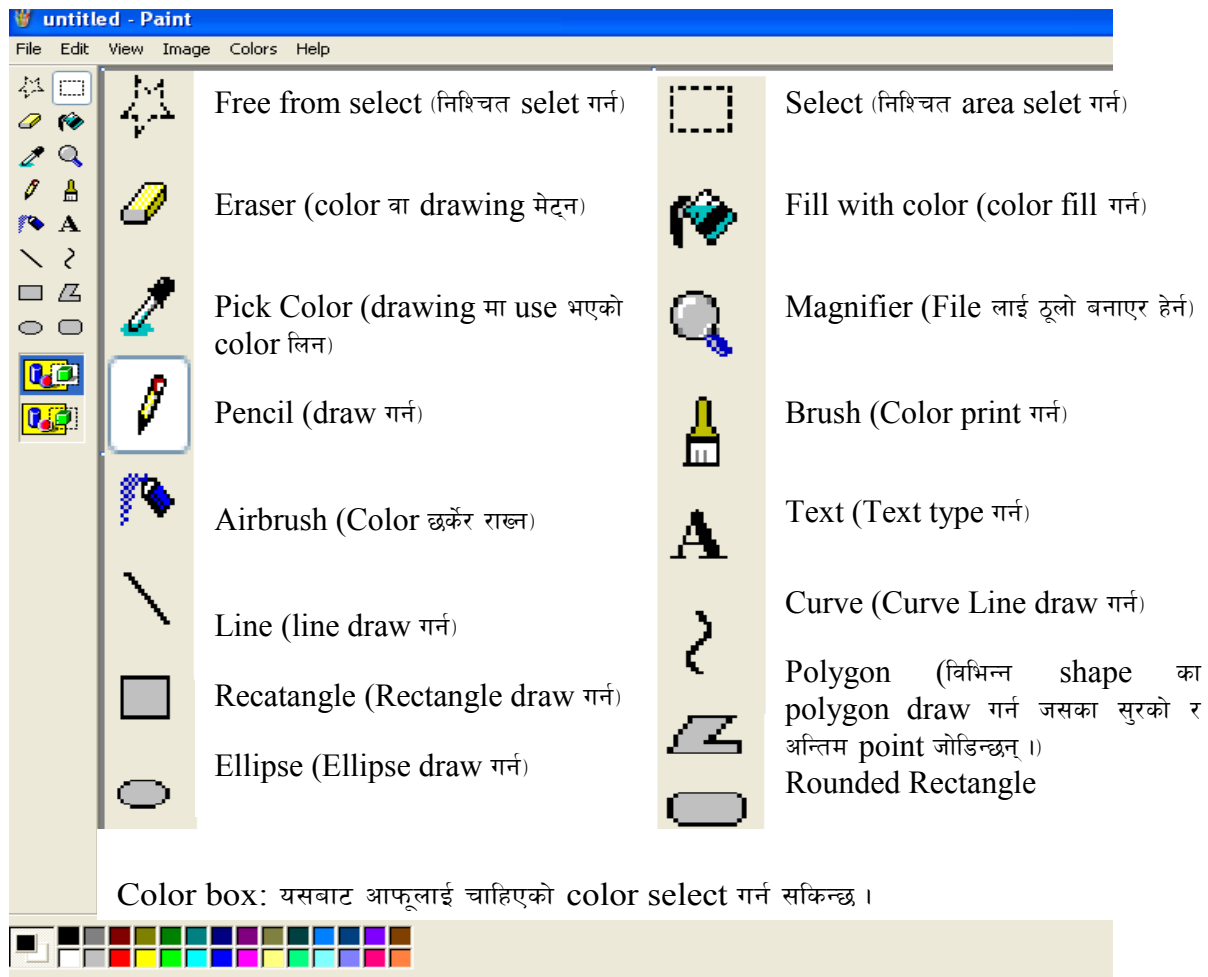 untitled - Paint
File Edit View Image Colors Help
Free from select (निश्चित selet गर्न)
Select (निश्चित area selet गर्न)
Eraser (color वा drawing मेट्न)
Fill with color (color fill गर्न)
Pick Color (drawing मा use भएको
color लिन)
Magnifier (File लाई ठूलो बनाएर हेर्न)
Pencil (draw गर्न)
Brush (Color print गर्न)
Airbrush (Color छर्केर राख्न)
A
A
Text (Text type गर्न)
Line (line draw गर्न)
Curve (Curve Line draw गर्न)
Recatangle (Rectangle draw गर्न)
Polygon (विभिन्न shape का
polygon draw गर्न जसका सुरको र
अन्तिम point जोडिन्छन् ।)
Ellipse (Ellipse draw गर्न)
Rounded Rectangle
Color box: यसबाट आफूलाई चाहिएको color select गर्न सकिन्छ ।